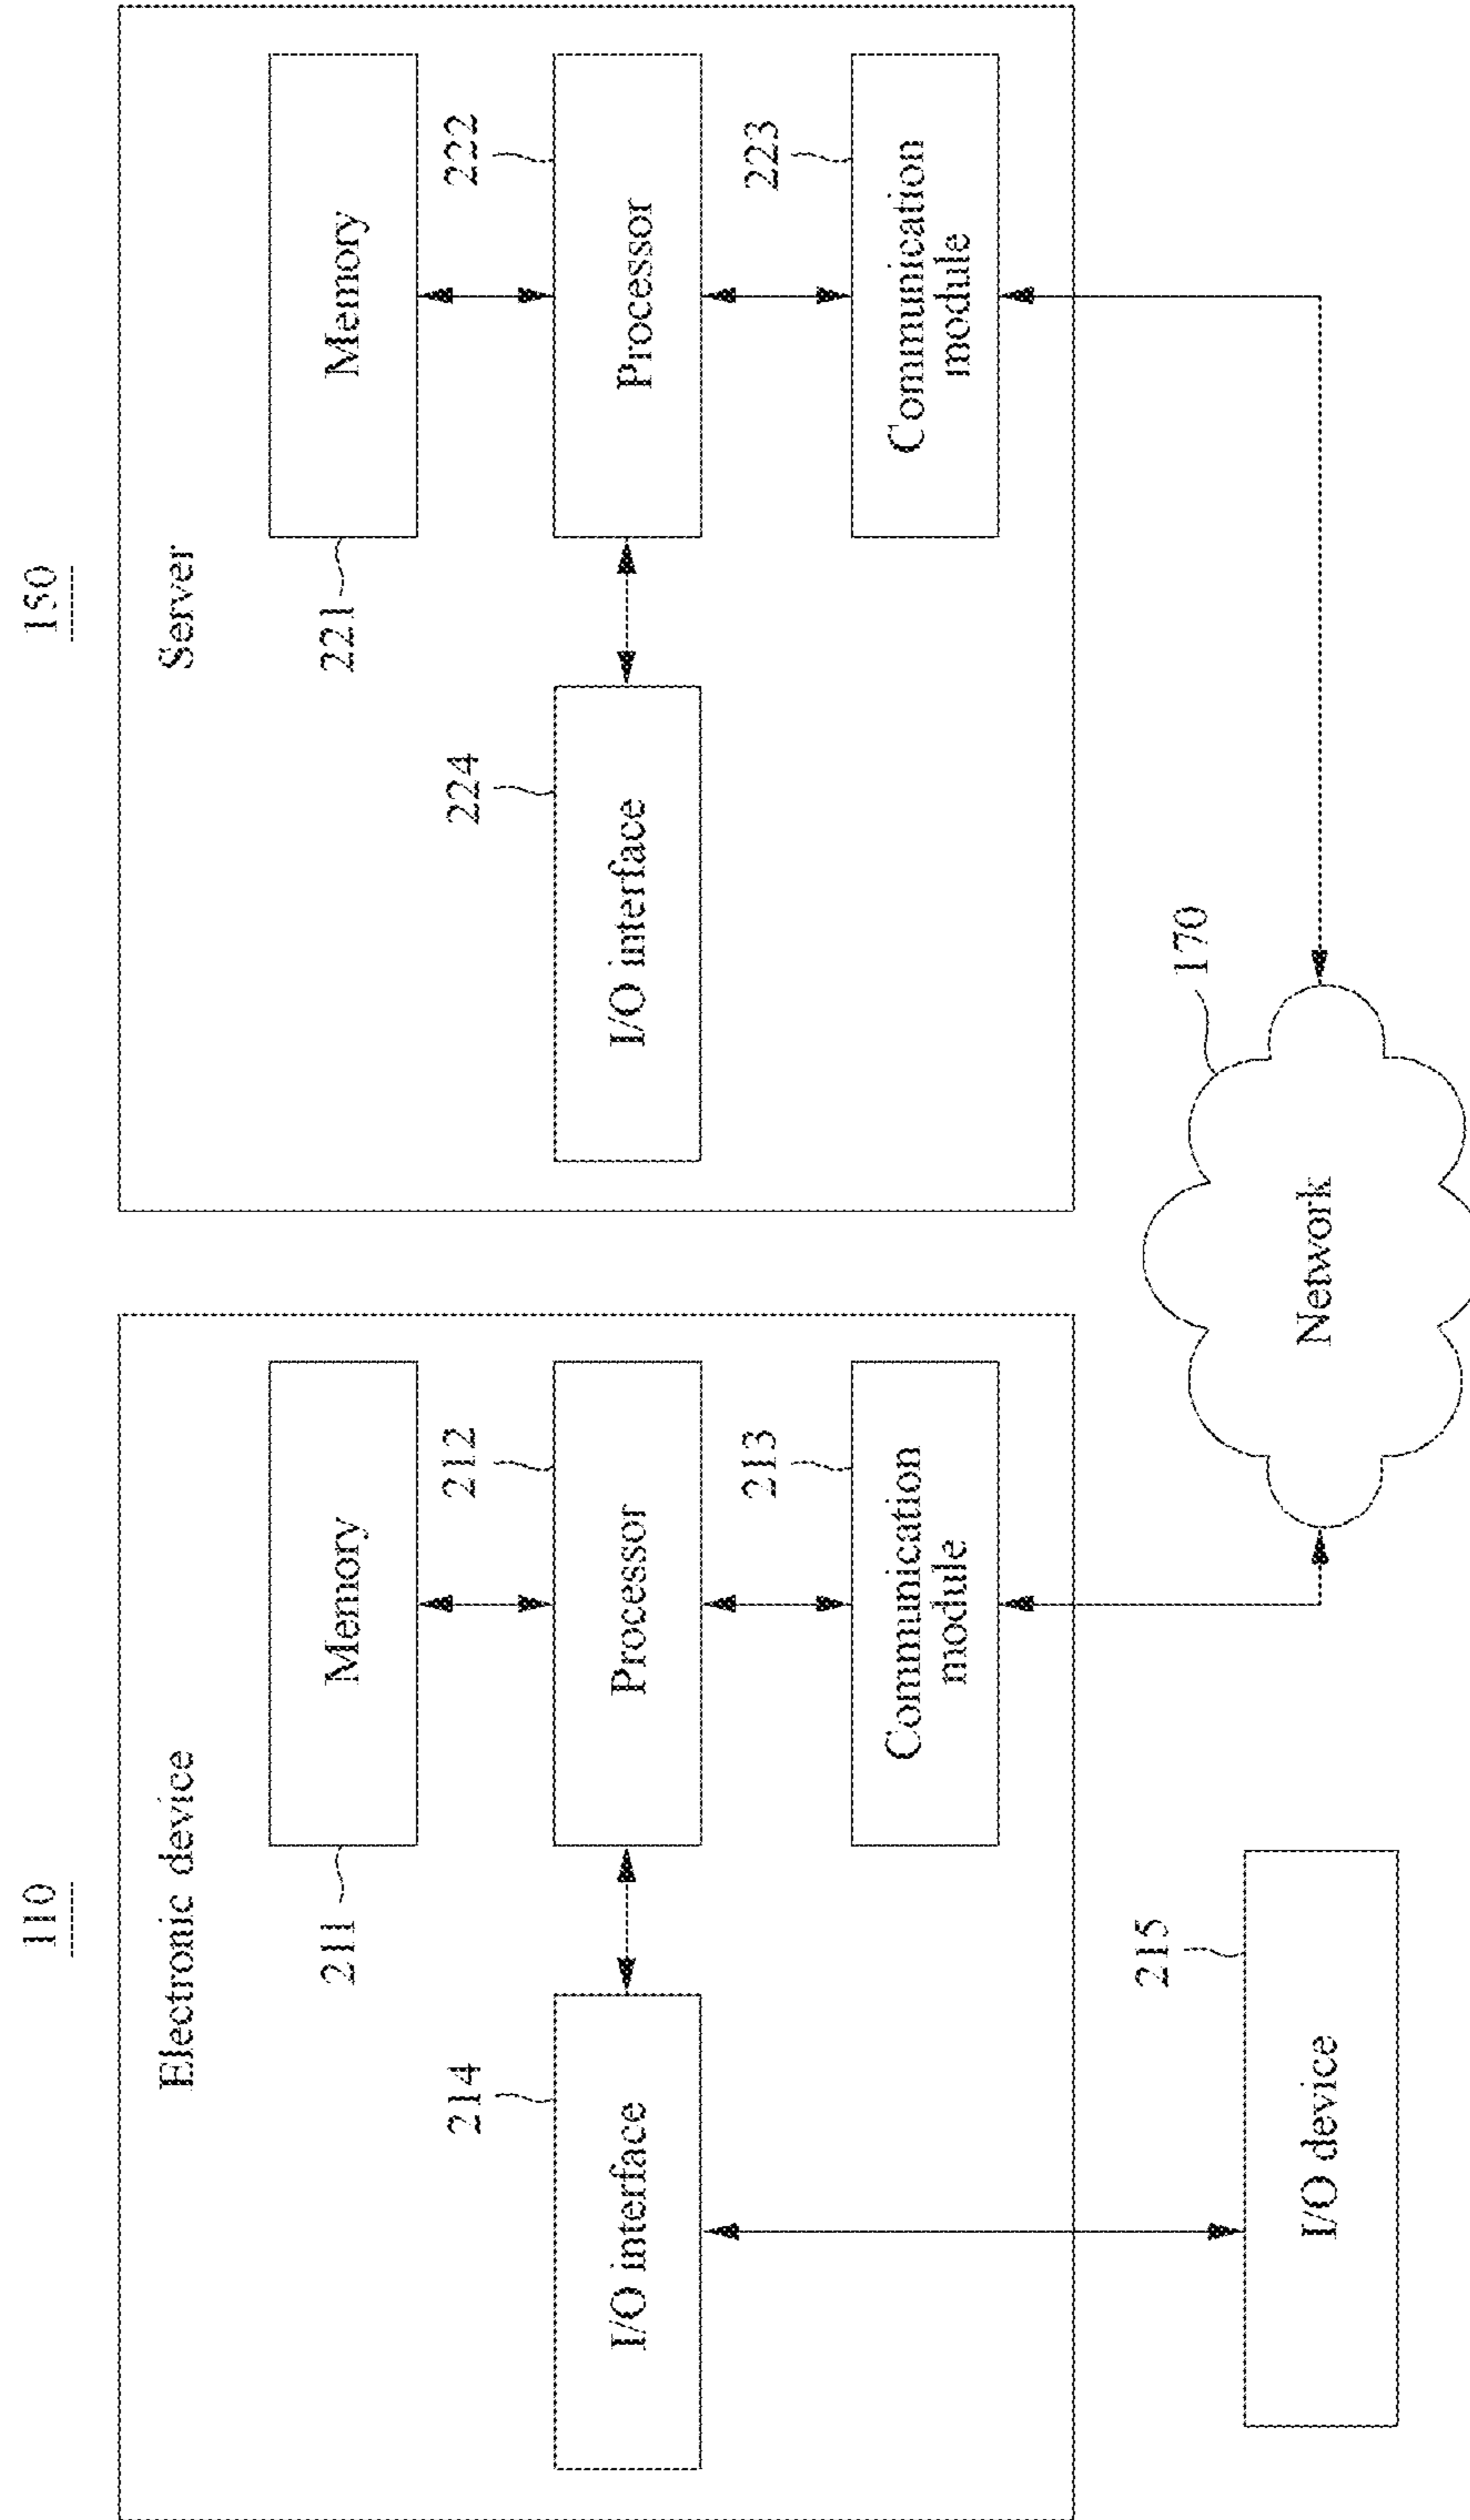 110
Electronic device
211
Memory
214
212
I/O interface
Processor
213
Communication
module
215
I/O device
150
Server
221
Memory
224
222
I/O interface
Processor
223
Communication
module
170
Network